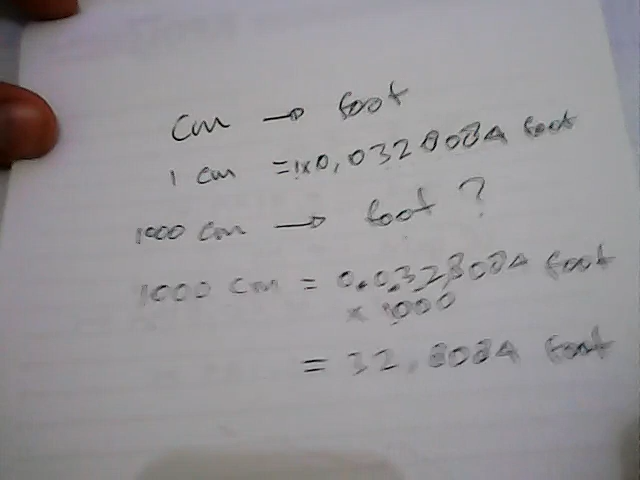 cm → foot
1 cm = 1x0,0328084 foot
1000 cm → foot ?
1000 cm = 0.0328084 foot
x 1000
= 32,8084 foot